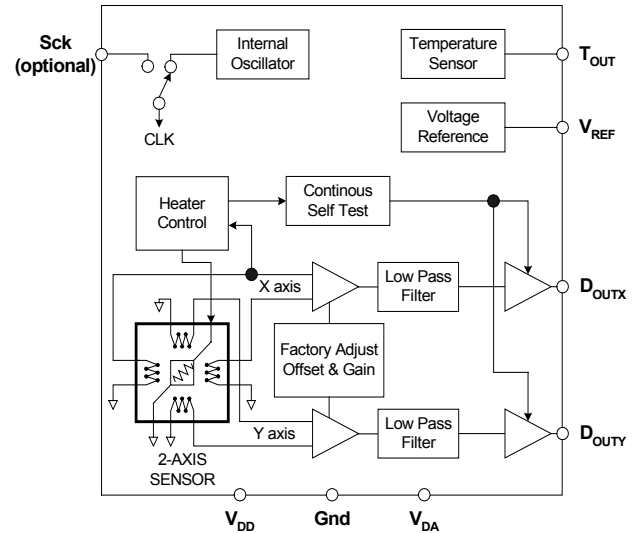 Sck
(optional)
Internal
Oscillator
CLK
Temperature
Sensor
TOUT
Voltage
Reference
VREF
Heater
Control
Continous
Self Test
X axis
Low Pass
Filter
DOUTX
Factory Adjust
Offset & Gain
Y axis
Low Pass
Filter
DOUTY
2-AXIS
SENSOR
VDD
Gnd
VDA